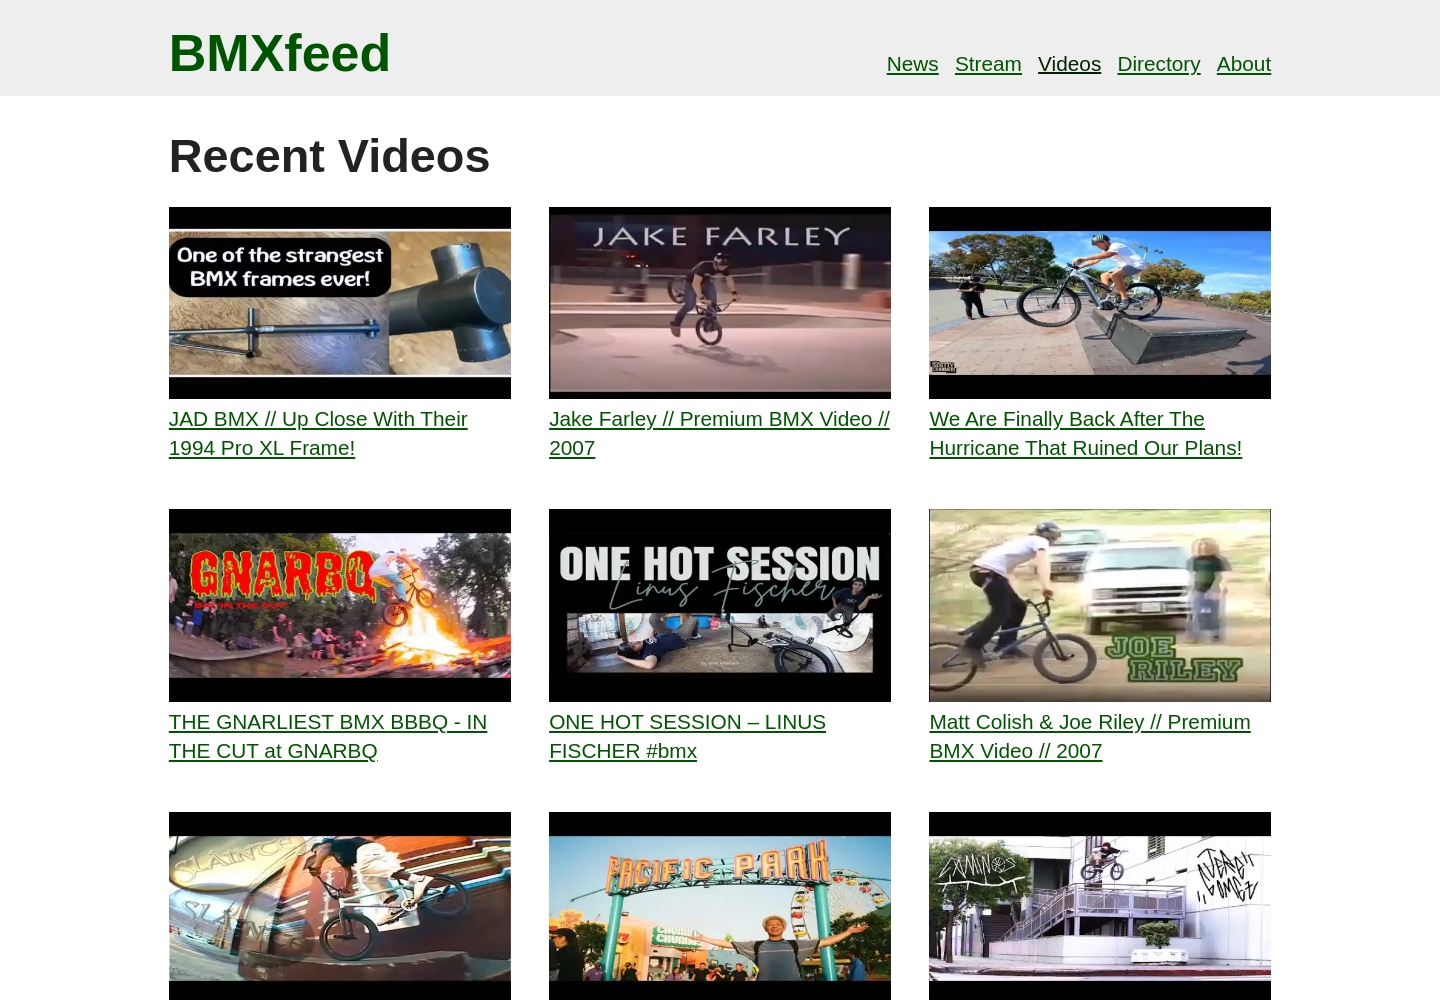 BMXfeed
News Stream Videos Directory About
Recent Videos
One of the strangest
BMX frames ever!
JAD BMX // Up Close With Their
1994 Pro XL Frame!
JAKE FARLEY
Jake Farley // Premium BMX Video //
2007
We Are Finally Back After The
Hurricane That Ruined Our Plans!
GNARBQ
THE GNARLIEST BMX BBBQ - IN
THE CUT at GNARBQ
ONE HOT SESSION
Linus Fischer
ONE HOT SESSION – LINUS
FISCHER #bmx
JOE
RILEY
Matt Colish & Joe Riley // Premium
BMX Video // 2007
SLAINTE
PACIFIC PARK